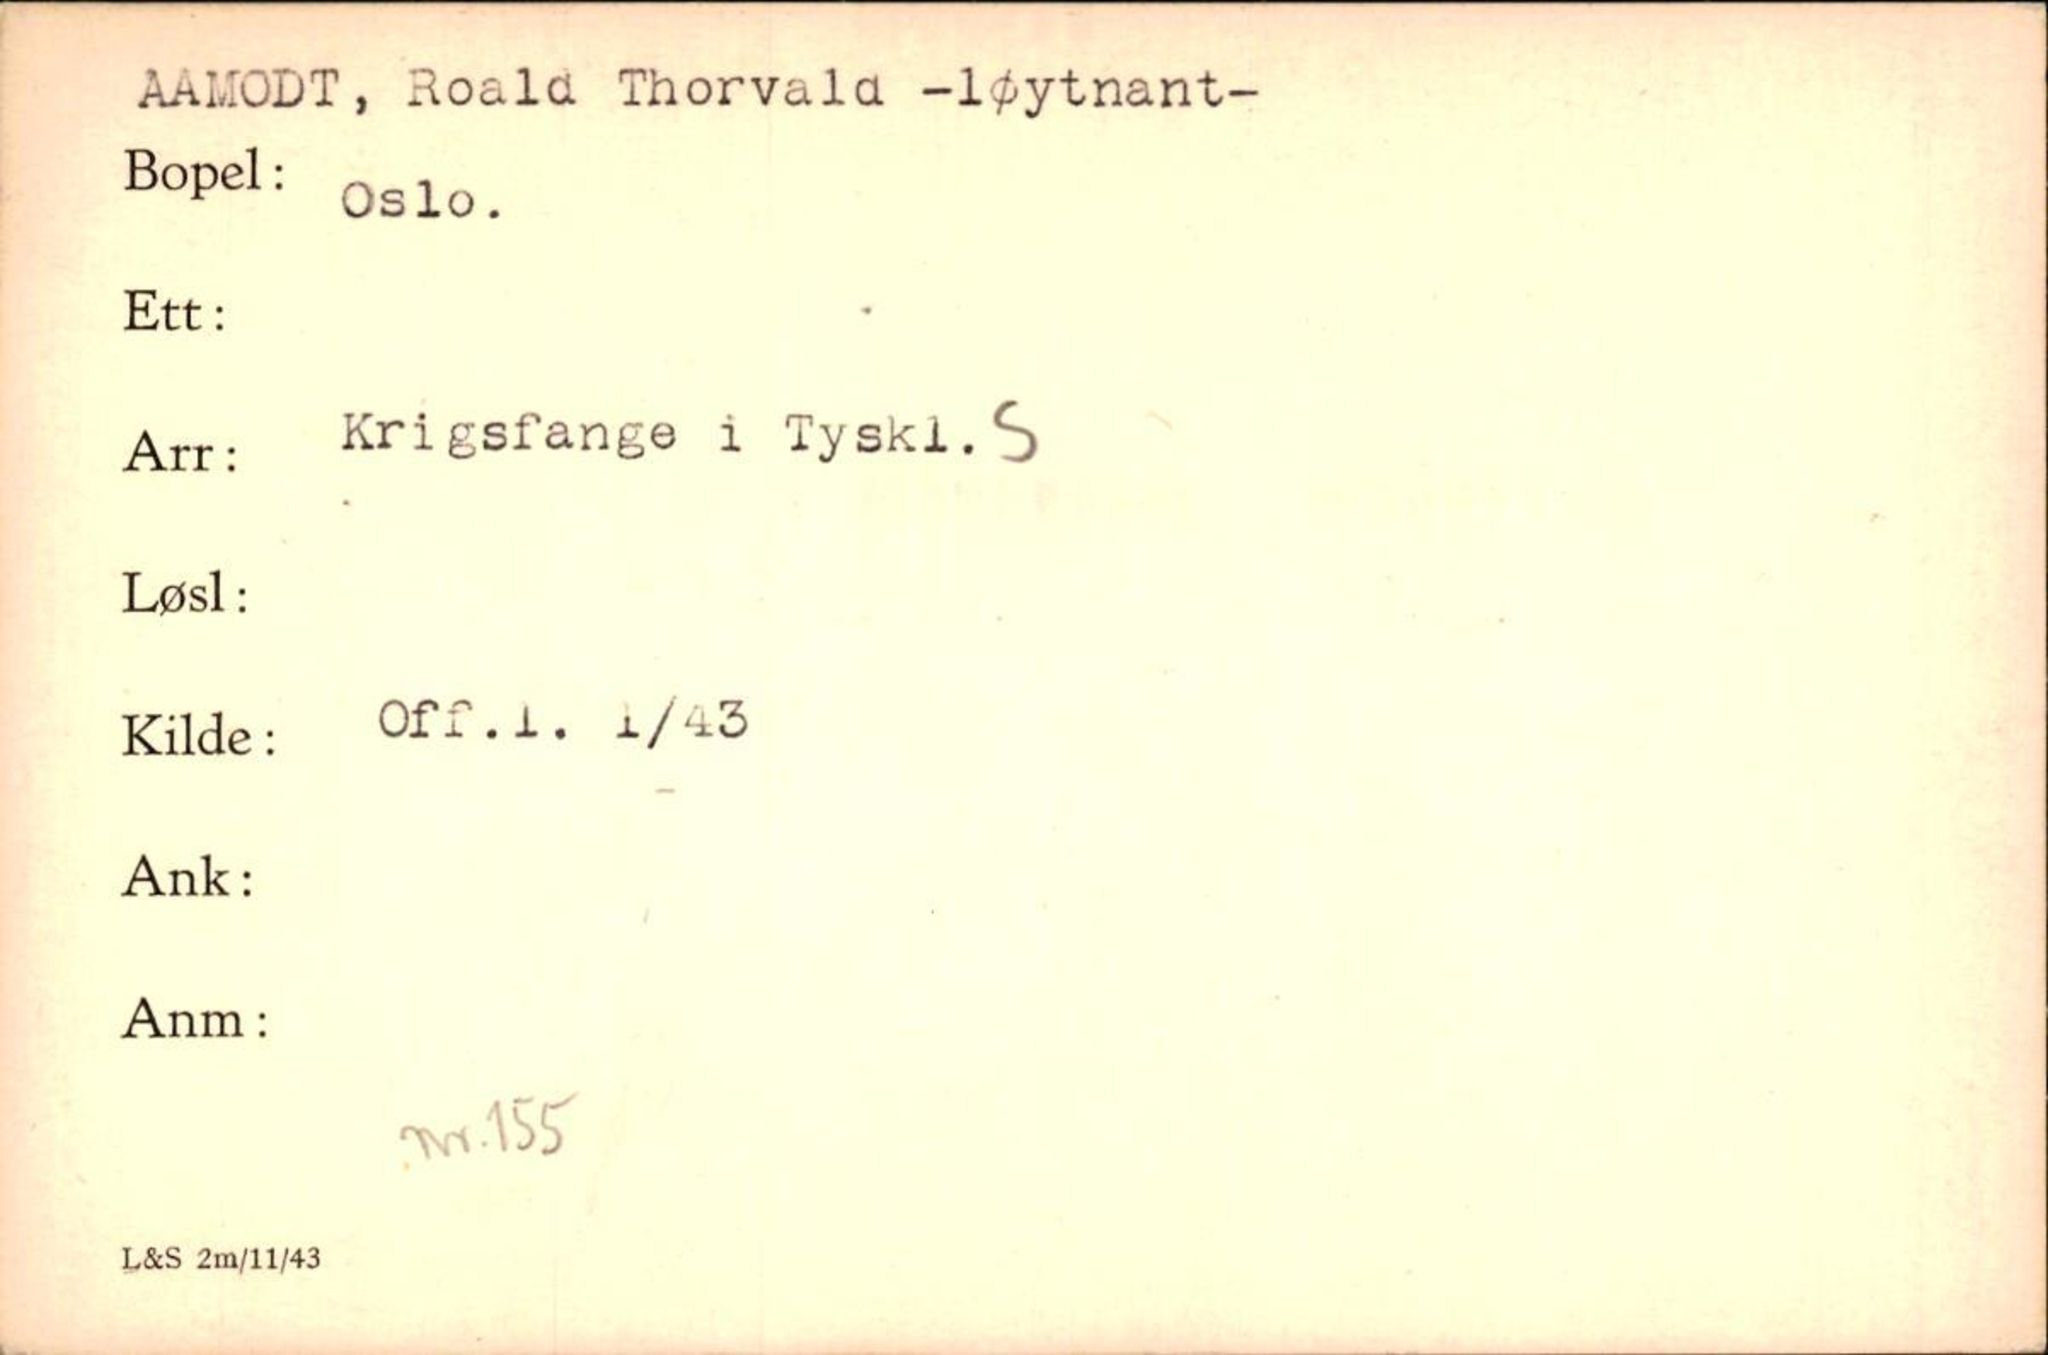 AAMODT, Roald Thorvald -løytnant-
Bopel: Oslo.
Ett:
Arr: Krigsfange i Tyskl. S
Løsl:
Kilde: Off.l. 1/43
Ank:
Anm:
nr. 155
L&S 2m/11/43